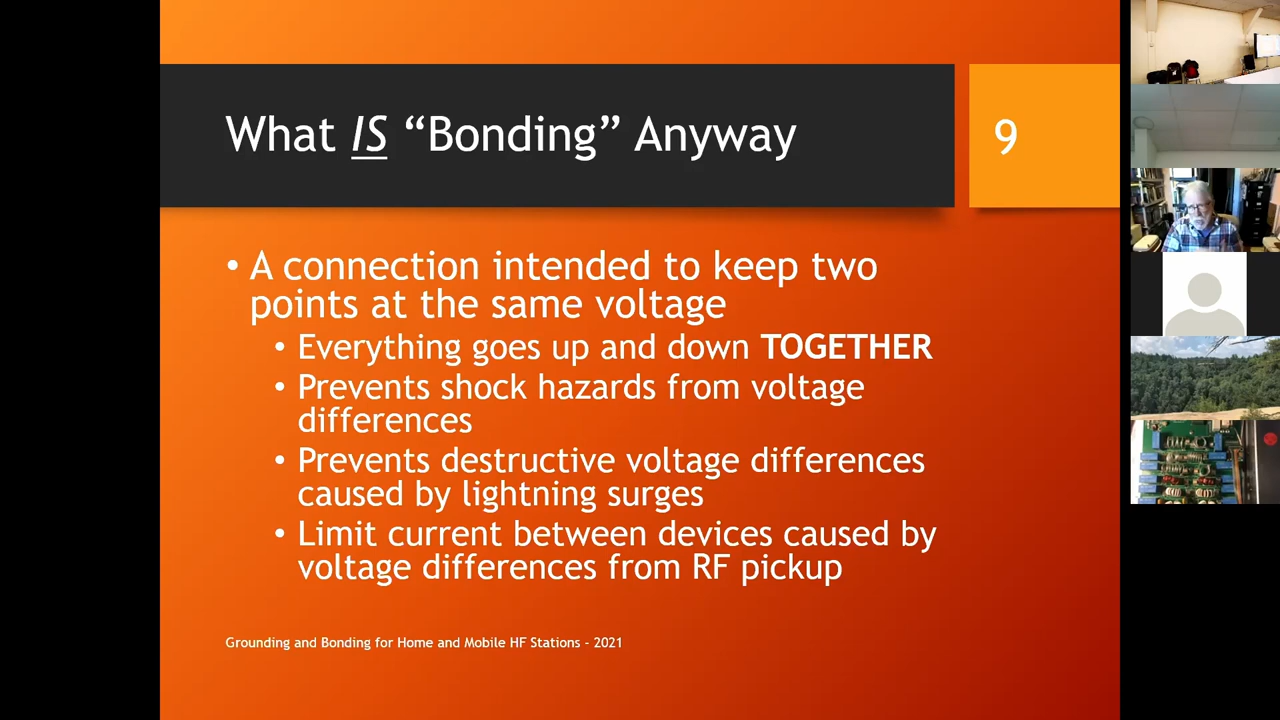 What IS “Bonding” Anyway
9
• A connection intended to keep two
points at the same voltage
• Everything goes up and down TOGETHER
• Prevents shock hazards from voltage
differences
• Prevents destructive voltage differences
caused by lightning surges
• Limit current between devices caused by
voltage differences from RF pickup
Grounding and Bonding for Home and Mobile HF Stations - 2021